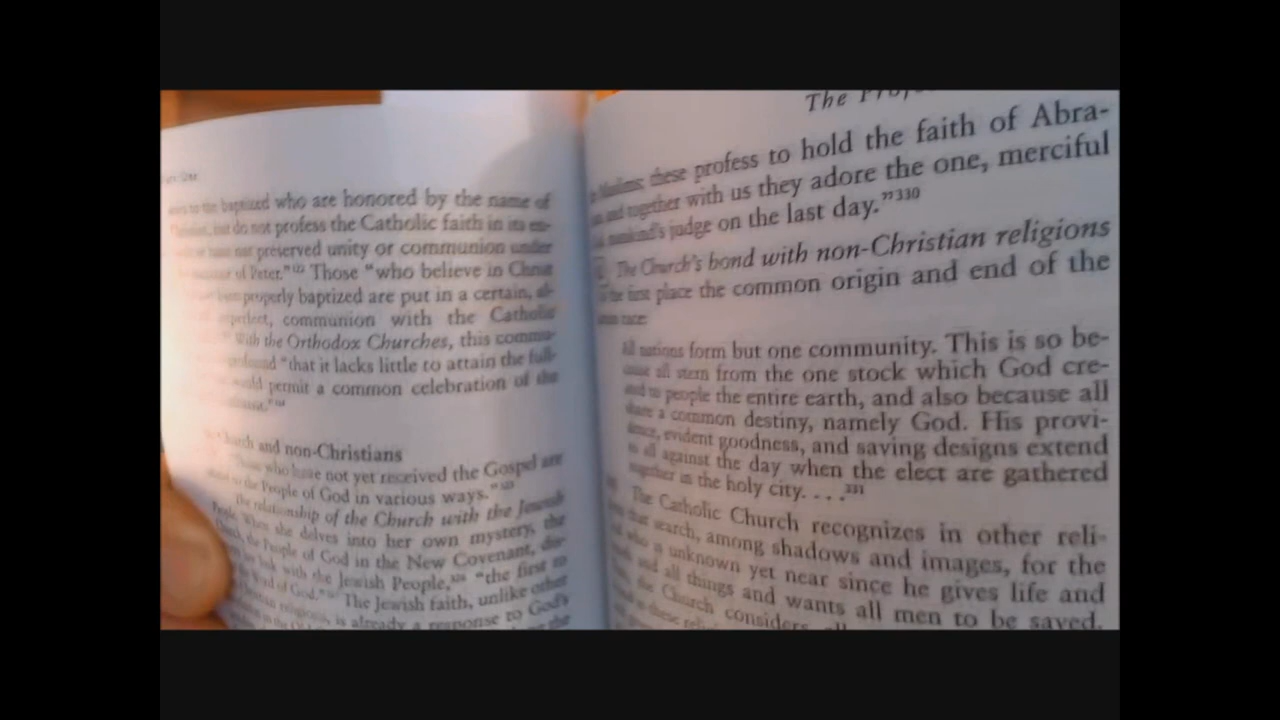 baptized who are honored by the name of
but do not profess the Catholic faith in its en-
not preserved unity or communion under
of Peter." Those "who believe in Christ
properly baptized are put in a certain, al-
communion with the Catholic
With the Orthodox Churches, this commu-
"that it lacks little to attain the full-
permit a common celebration of the
and non-Christians
who have not yet received the Gospel are
to the People of God in various ways."
The relationship of the Church with the Jewish
When she delves into her own mystery, the
the People of God in the New Covenant, dis-
with the Jewish People, "the first to
of God." The Jewish faith, unlike other
is already a response to God's
The Profe
these profess to hold the faith of Abra-
and together with us they adore the one, merciful
mankind's judge on the last day."330
The Church's bond with non-Christian religions
the first place the common origin and end of the
race:
All nations form but one community. This is so be-
all stem from the one stock which God cre-
to people the entire earth, and also because all
share a common destiny, namely God. His provi-
dence, evident goodness, and saving designs extend
to all against the day when the elect are gathered
together in the holy city. . . .331
The Catholic Church recognizes in other reli-
search, among shadows and images, for the
who is unknown yet near since he gives life and
and all things and wants all men to be saved.
the Church considers